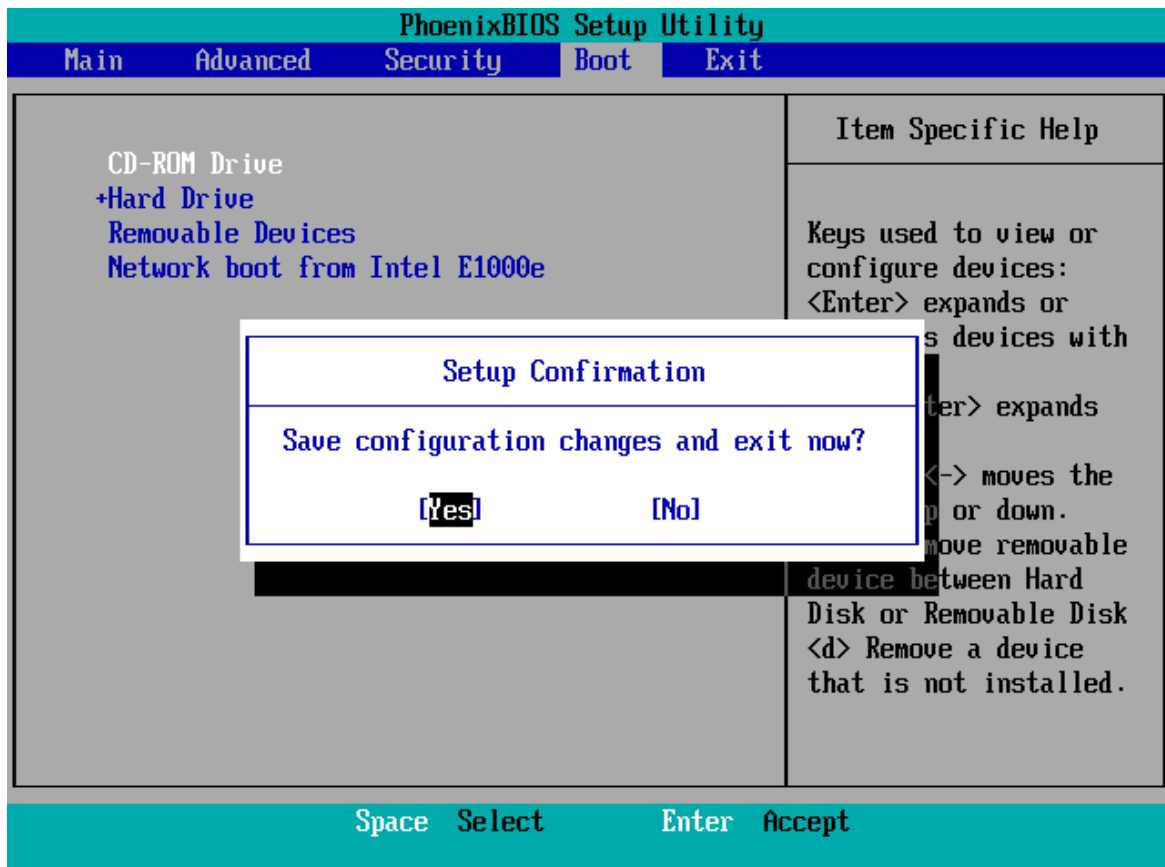 PhoenixBIOS Setup Utility
Main Advanced Security Boot Exit
CD-ROM Drive
+Hard Drive
Removable Devices
Network boot from Intel E1000e
Item Specific Help
Keys used to view or
configure devices:
<Enter> expands or
s devices with
ter> expands
<-> moves the
p or down.
move removable
device between Hard
Disk or Removable Disk
<d> Remove a device
that is not installed.
Setup Confirmation
Save configuration changes and exit now?
[Yes] [No]
Space Select Enter Accept